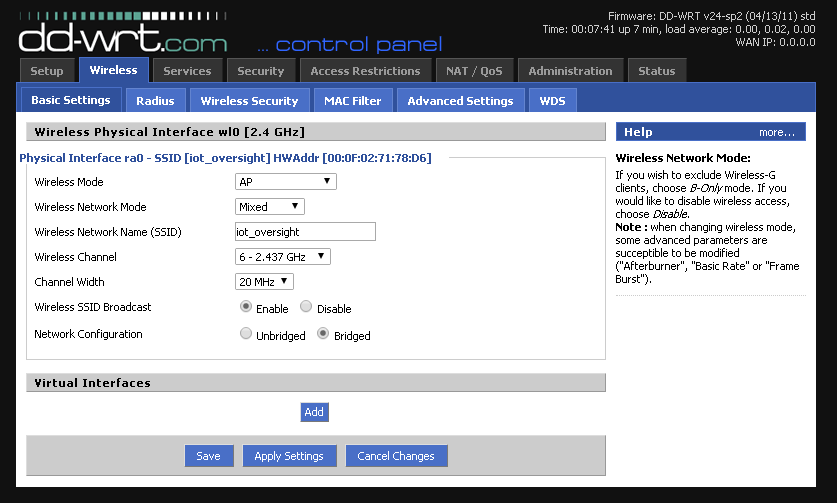 dd-wrt.com ... control panel
Firmware: DD-WRT v24-sp2 (04/13/11) std
Time: 00:07:41 up 7 min, load average: 0.00, 0.02, 0.00
WAN IP: 0.0.0.0
Setup Wireless Services Security Access Restrictions NAT / QoS Administration Status
Basic Settings Radius Wireless Security MAC Filter Advanced Settings WDS
Wireless Physical Interface wl0 [2.4 GHz]
Physical Interface ra0 - SSID [iot_oversight] HWAddr [00:0F:02:71:78:D6]
Wireless Mode AP
Wireless Network Mode Mixed
Wireless Network Name (SSID) iot_oversight
Wireless Channel 6 - 2.437 GHz
Channel Width 20 MHz
Wireless SSID Broadcast Enable Disable
Network Configuration Unbridged Bridged
Virtual Interfaces
Add
Save Apply Settings Cancel Changes
Help more...
Wireless Network Mode:
If you wish to exclude Wireless-G
clients, choose B-Only mode. If you
would like to disable wireless access,
choose Disable.
Note : when changing wireless mode,
some advanced parameters are
susceptible to be modified
("Afterburner", "Basic Rate" or "Frame
Burst").